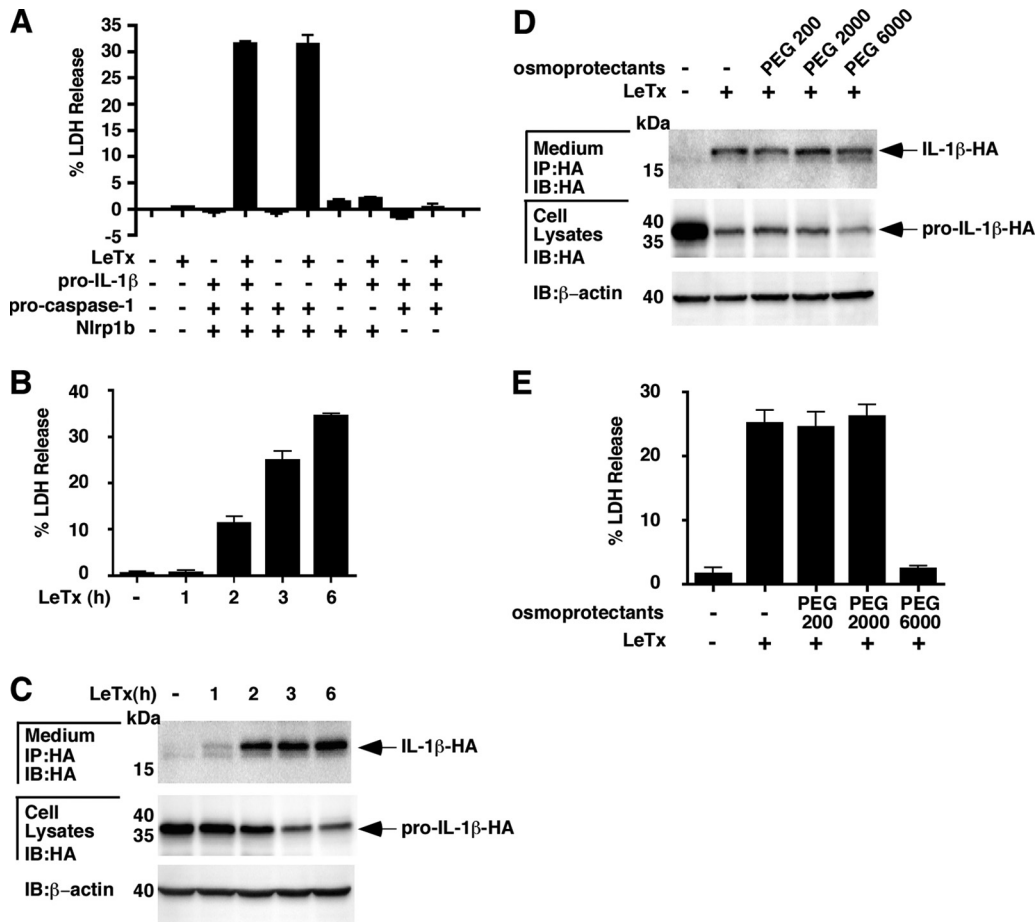 A
% LDH Release
35
30
25
20
15
10
5
0
-5
LeTx - + - + - + - + - +
pro-IL-1β - - + + - - + + + +
pro-caspase-1 - - + + + + - - + +
Nlrp1b - - + + + + + + - -
B
% LDH Release
40
30
20
10
0
LeTx (h) - 1 2 3 6
C
LeTx(h) - 1 2 3 6
kDa
Medium
IP:HA
IB:HA
15
IL-1β-HA
Cell
Lysates
IB:HA
40
35
pro-IL-1β-HA
IB:β–actin 40
D
PEG 200 PEG 2000 PEG 6000
osmoprotectants - -
LeTx - + + + +
kDa
Medium
IP:HA
IB:HA
15
IL-1β-HA
Cell
Lysates
IB:HA
40
35
pro-IL-1β-HA
IB:β–actin 40
E
% LDH Release
30
20
10
0
osmoprotectants - - PEG 200 PEG 2000 PEG 6000
LeTx - + + + +